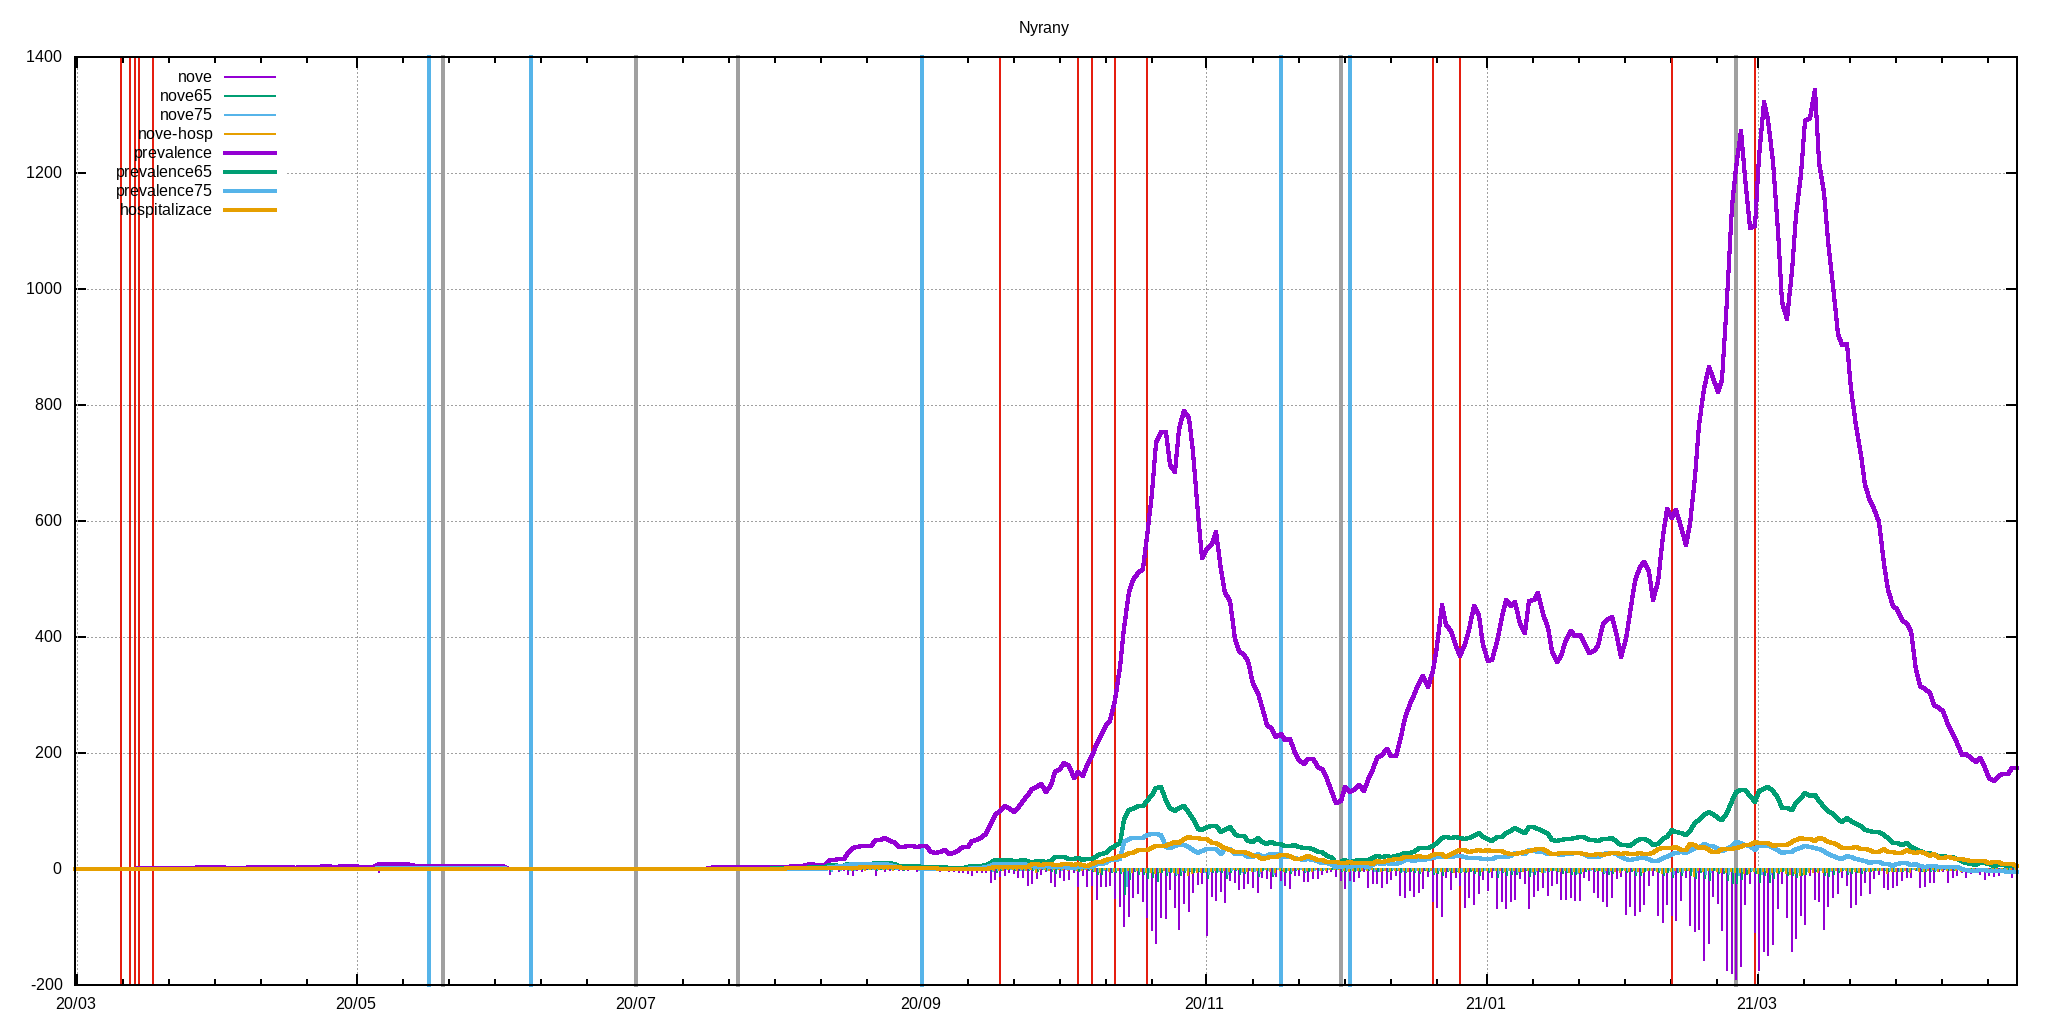 Nyrany
1400
1200
1000
800
600
400
200
0
-200
nove
nove65
nove75
nove-hosp
prevalence
prevalence65
prevalence75
hospitalizace
20/03 20/05 20/07 20/09 20/11 21/01 21/03